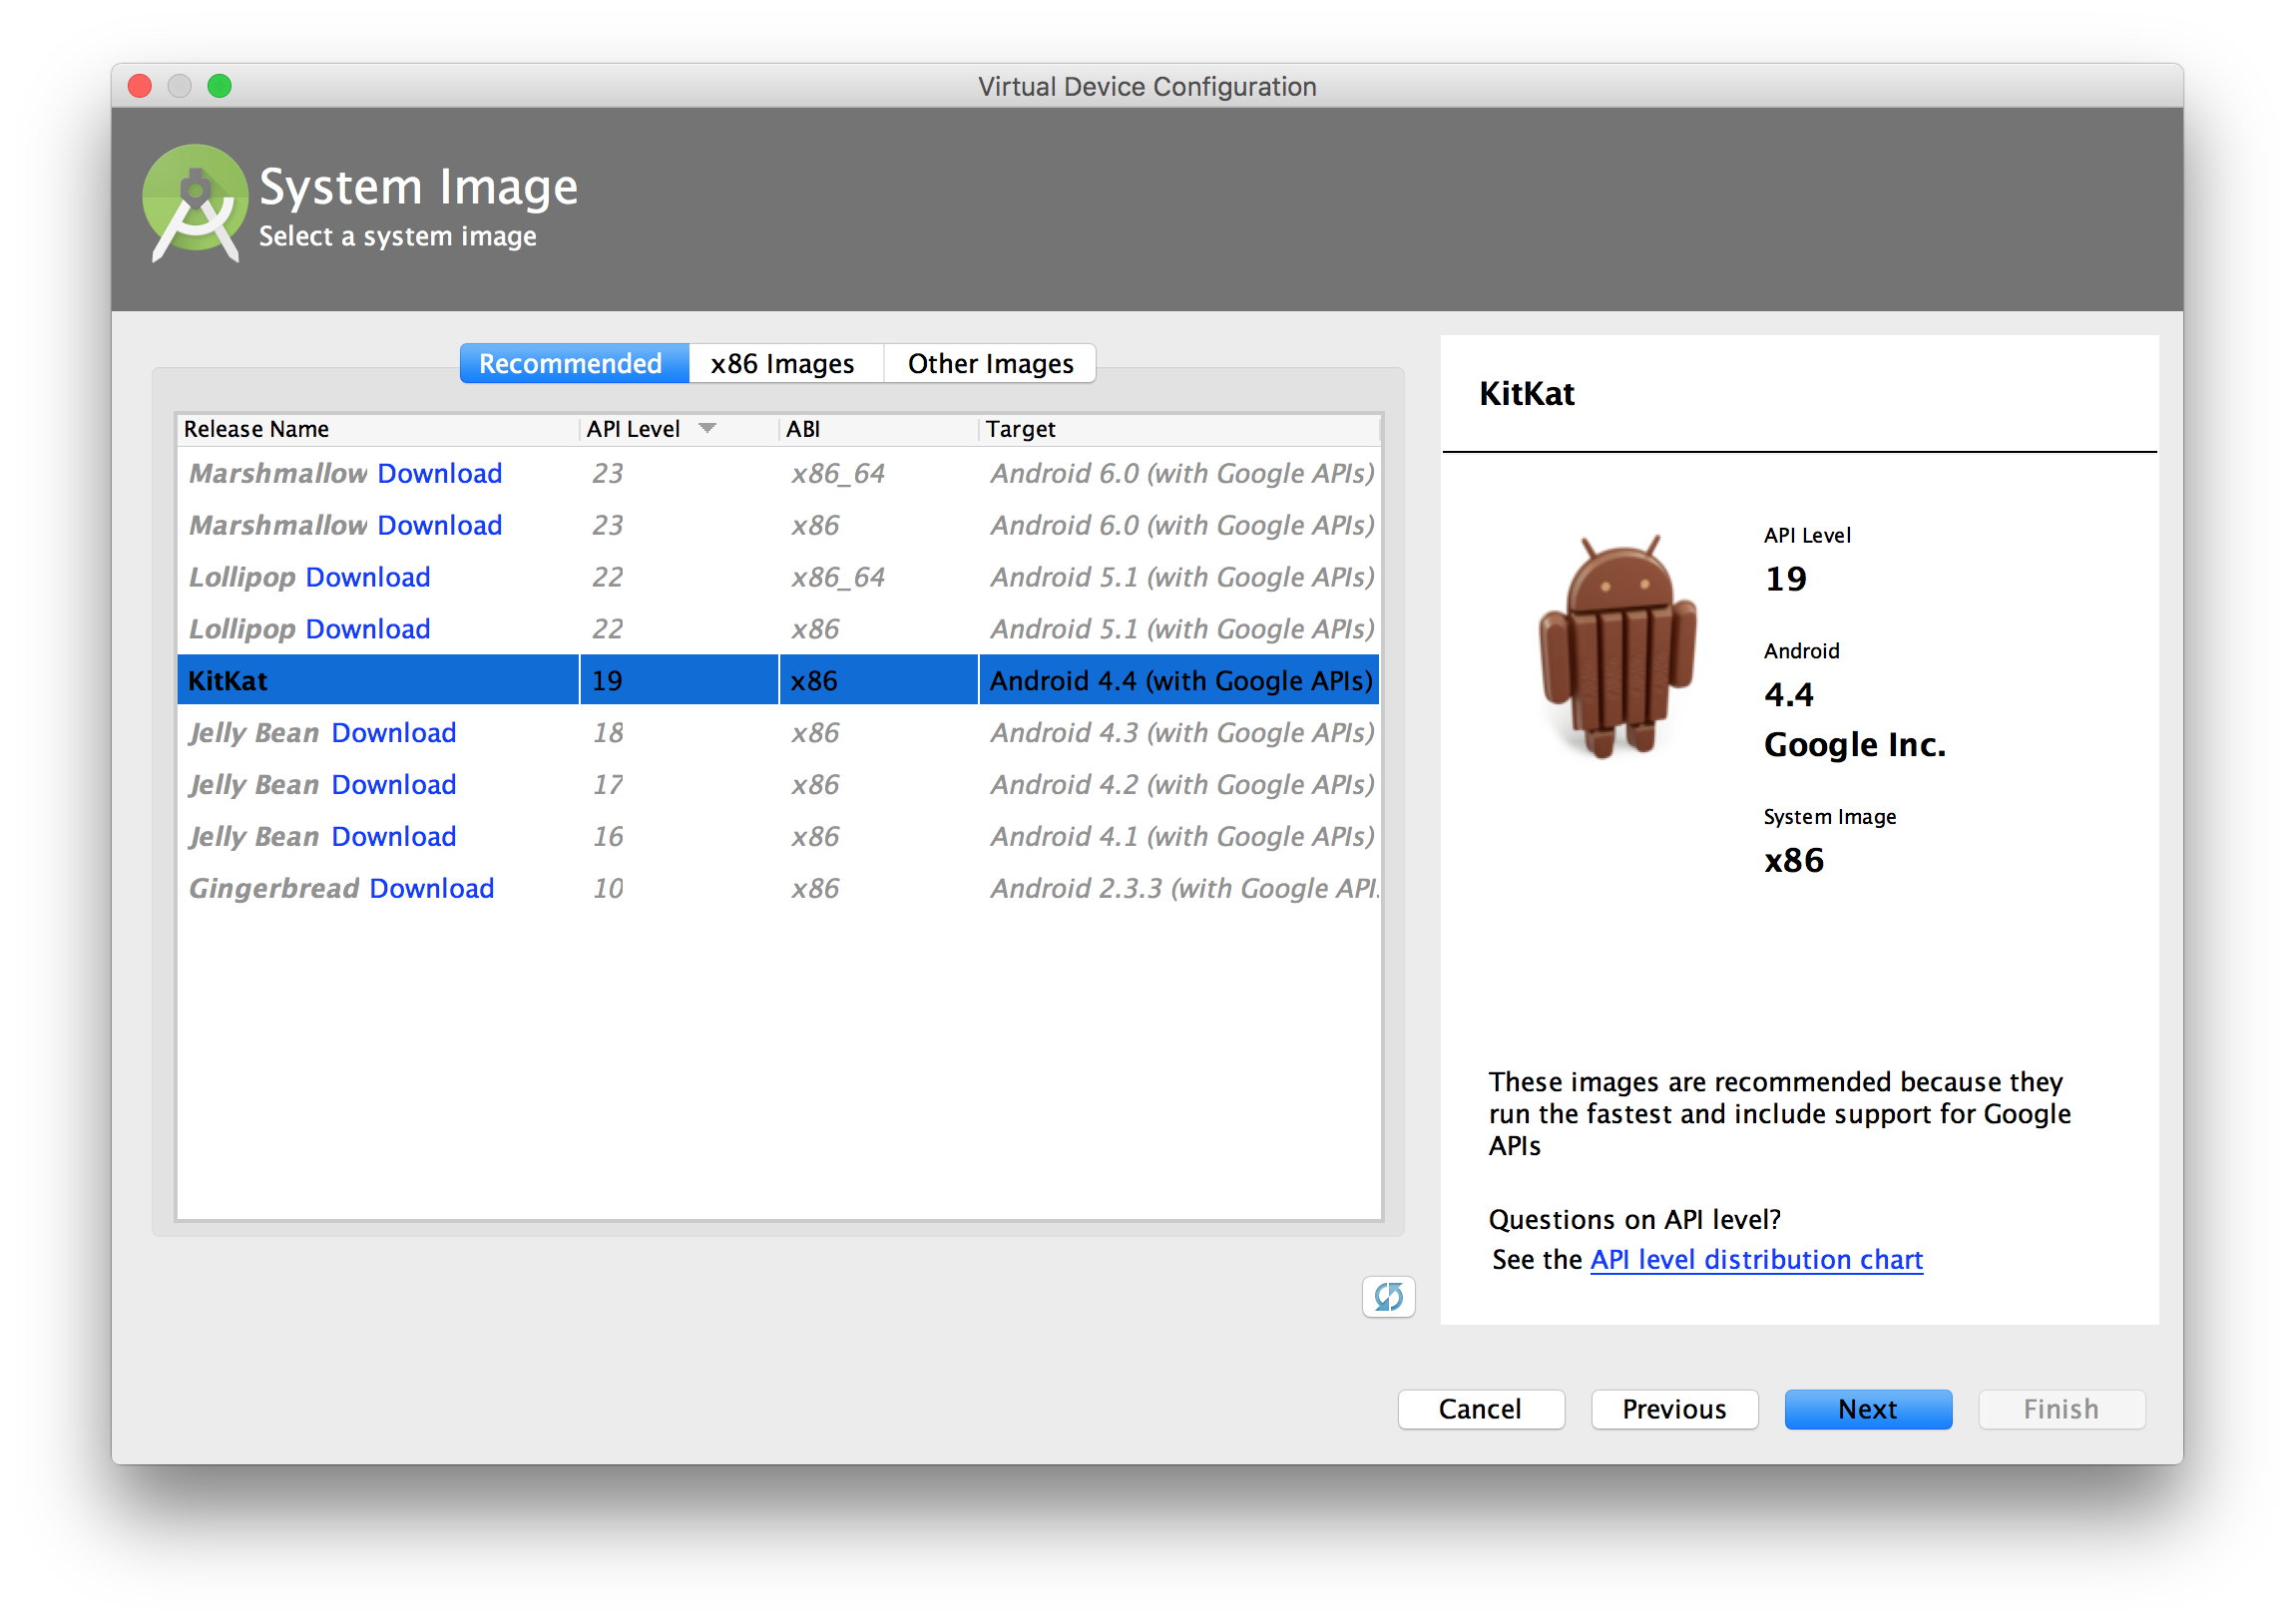 Virtual Device Configuration
System Image
Select a system image
Recommended x86 Images Other Images
Release Name API Level ABI Target
Marshmallow Download 23 x86_64 Android 6.0 (with Google APIs)
Marshmallow Download 23 x86 Android 6.0 (with Google APIs)
Lollipop Download 22 x86_64 Android 5.1 (with Google APIs)
Lollipop Download 22 x86 Android 5.1 (with Google APIs)
KitKat 19 x86 Android 4.4 (with Google APIs)
Jelly Bean Download 18 x86 Android 4.3 (with Google APIs)
Jelly Bean Download 17 x86 Android 4.2 (with Google APIs)
Jelly Bean Download 16 x86 Android 4.1 (with Google APIs)
Gingerbread Download 10 x86 Android 2.3.3 (with Google API.
KitKat
API Level
19
Android
4.4
Google Inc.
System Image
x86
These images are recommended because they
run the fastest and include support for Google
APIs
Questions on API level?
See the API level distribution chart
Cancel Previous Next Finish